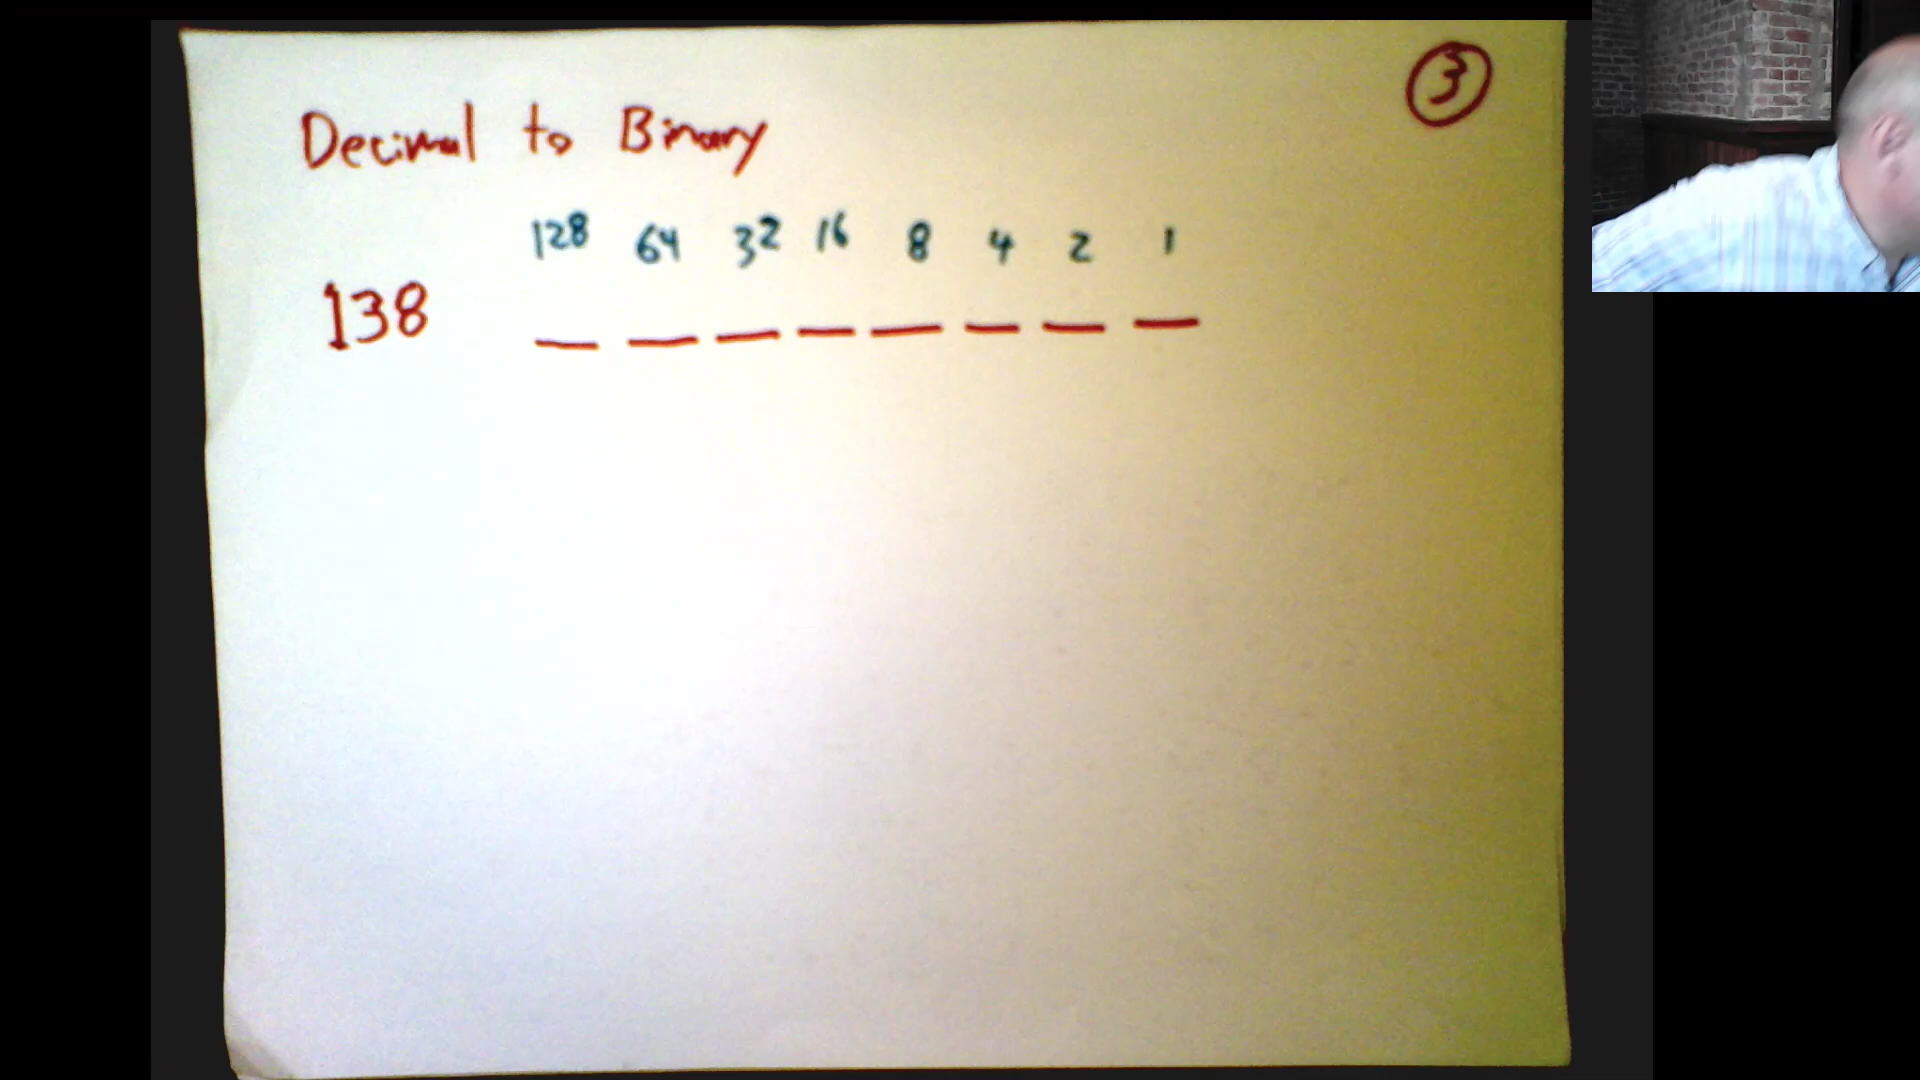 3
Decimal to Binary
128 64 32 16 8 4 2 1
138 _ _ _ _ _ _ _ _